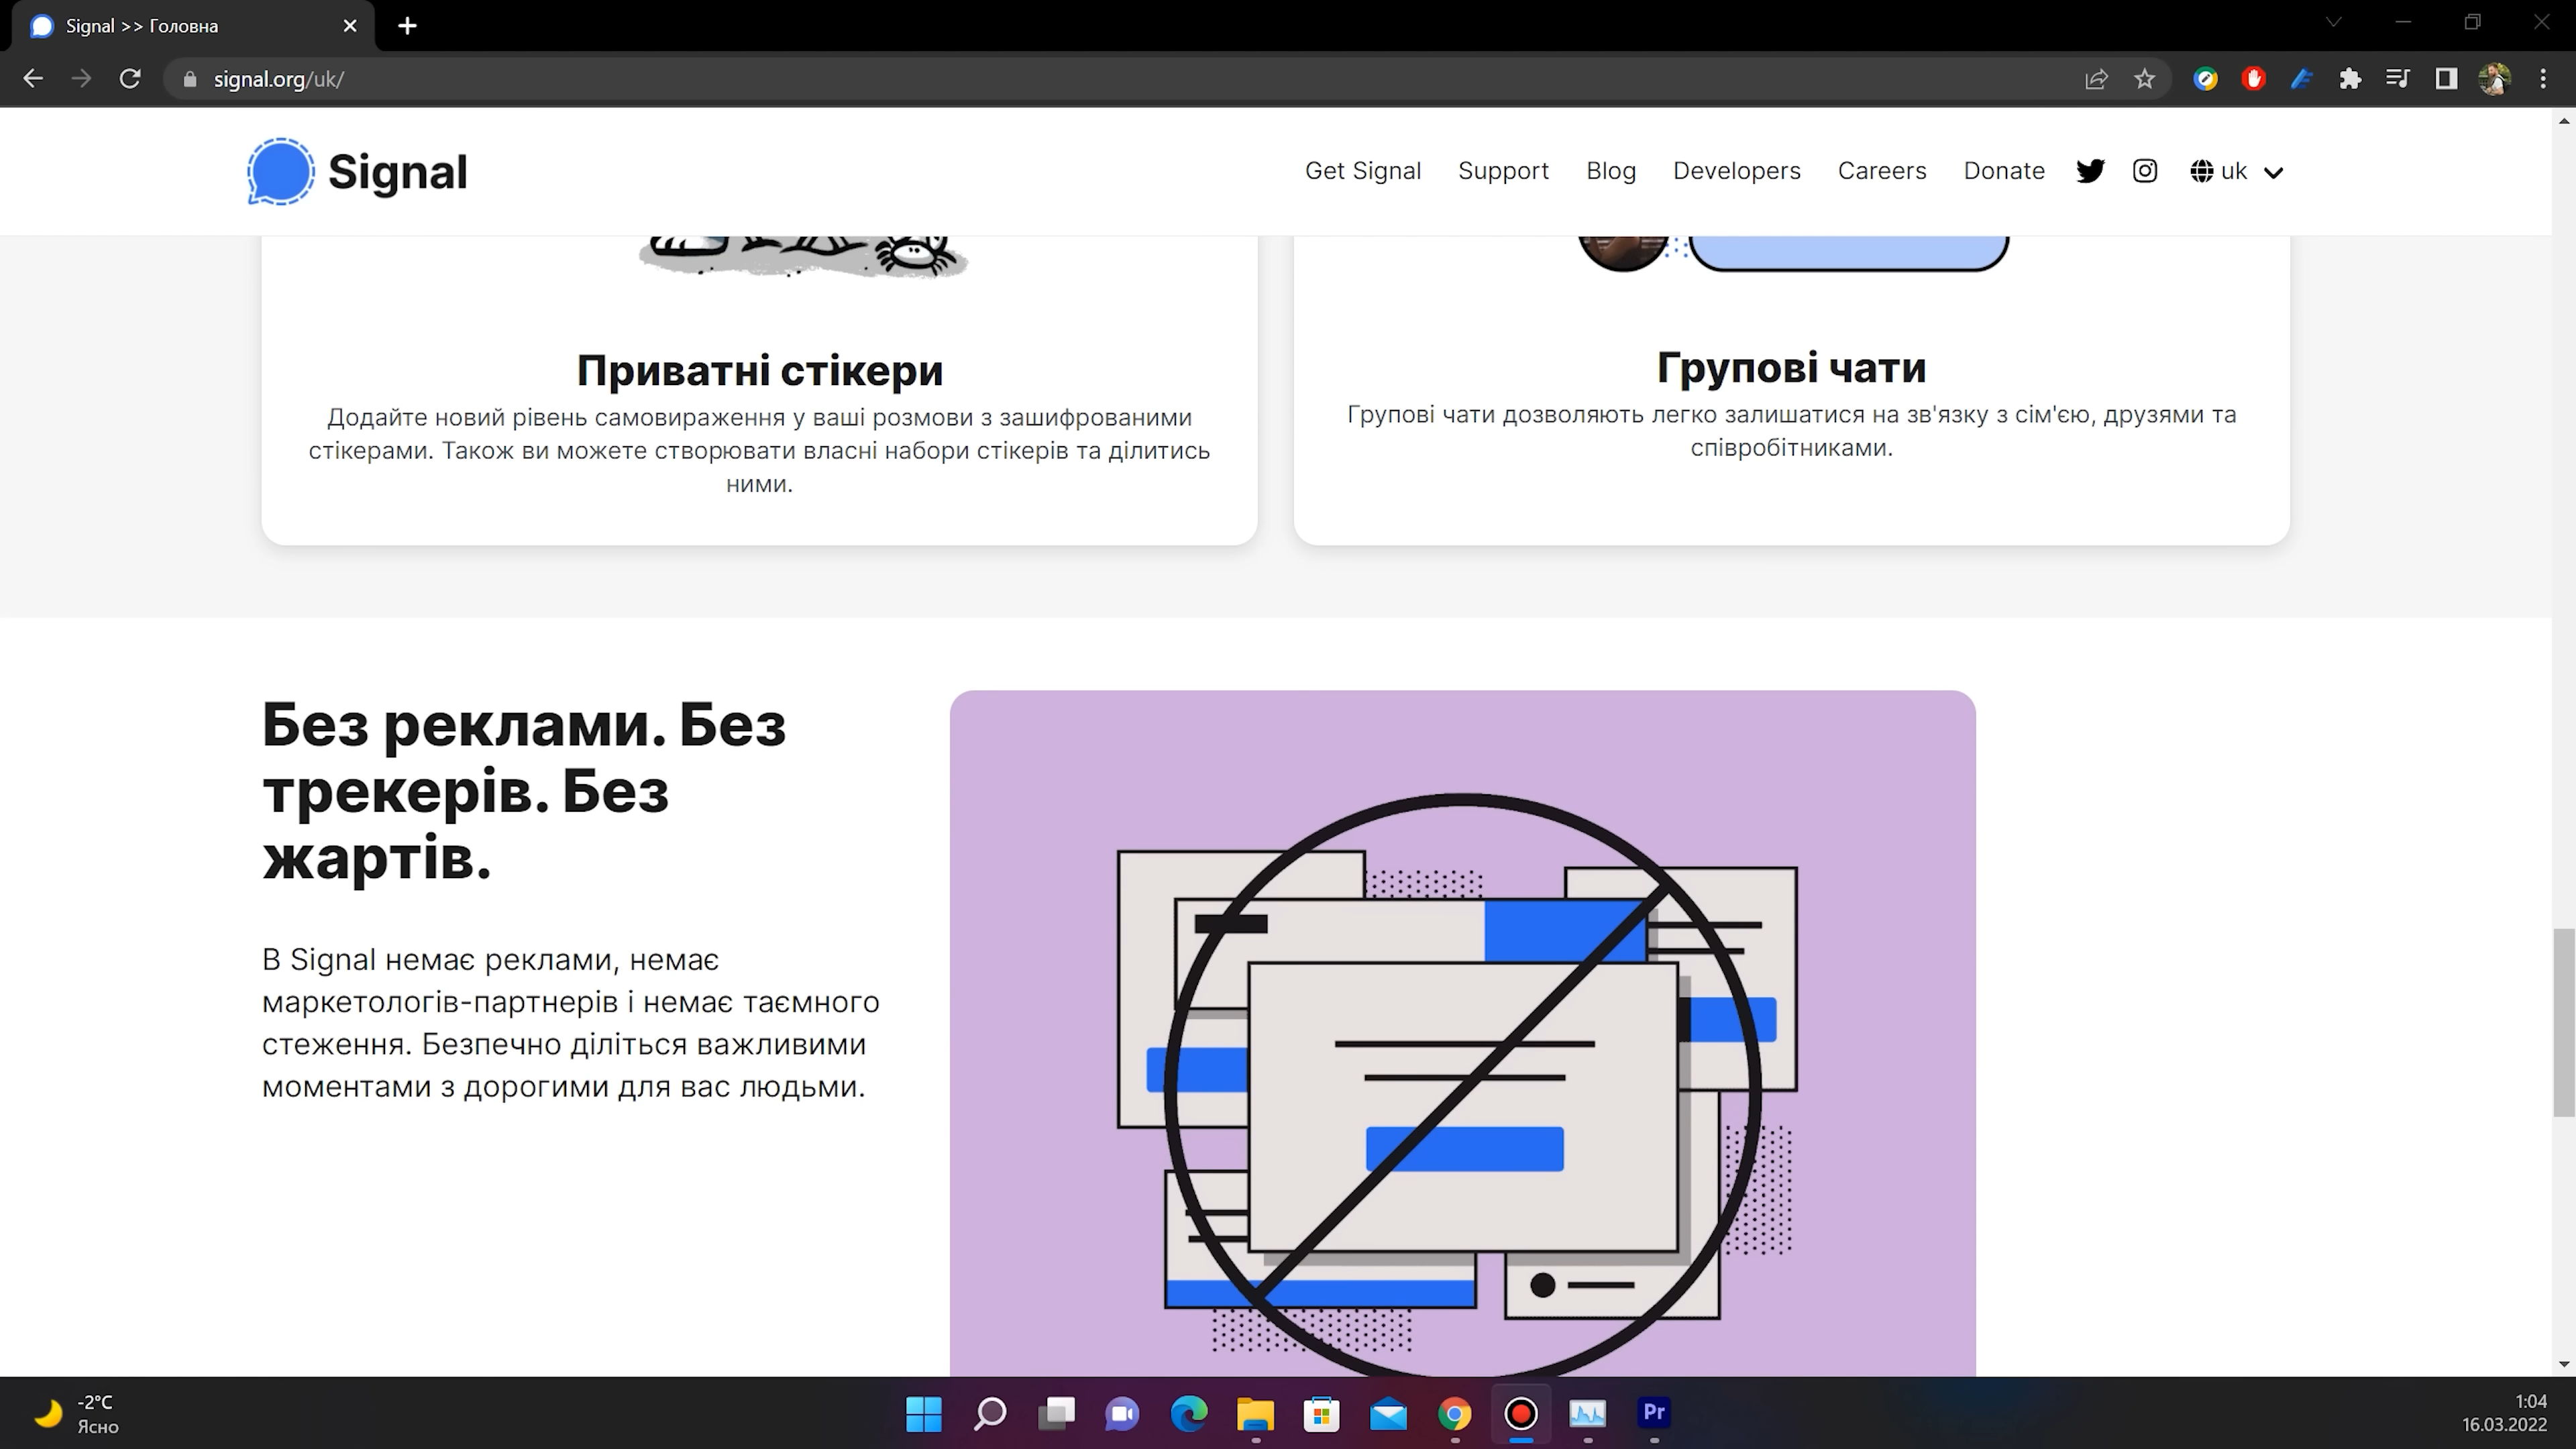 Signal >> Головна
signal.org/uk/
Signal
Get Signal
Support
Blog
Developers
Careers
Donate
uk
Приватні стікери
Додайте новий рівень самовираження у ваші розмови з зашифрованими
стікерами. Також ви можете створювати власні набори стікерів та ділитись
ними.
Групові чати
Групові чати дозволяють легко залишатися на зв'язку з сім'єю, друзями та
співробітниками.
Без реклами. Без
трекерів. Без
жартів.
В Signal немає реклами, немає
маркетологів-партнерів і немає таємного
стеження. Безпечно діліться важливими
моментами з дорогими для вас людьми.
-2°C
Ясно
Pr
1:04
16.03.2022